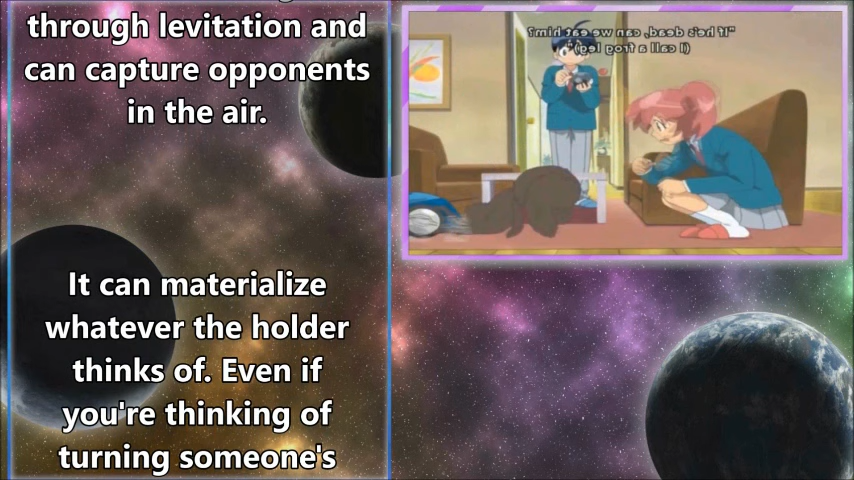 through levitation and
can capture opponents
in the air.
It can materialize
whatever the holder
thinks of. Even if
you're thinking of
turning someone's
"If he's dead, can we eat him?
(I call a frog leg)"